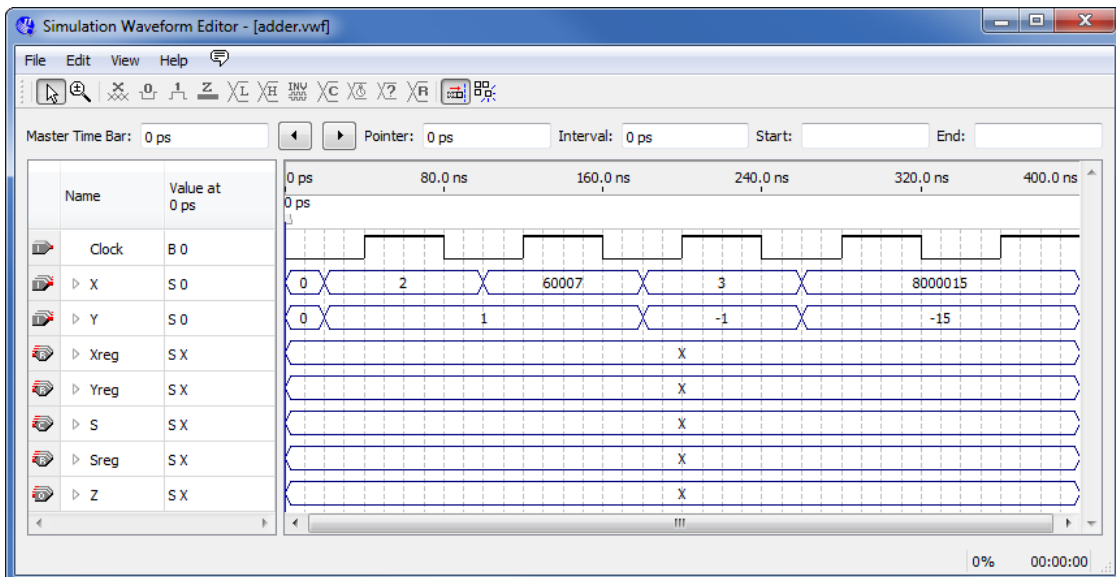 Simulation Waveform Editor - [adder.vwf]
File Edit View Help
Master Time Bar: 0 ps Pointer: 0 ps Interval: 0 ps Start: End:
Name Value at 0 ps
0 ps 80.0 ns 160.0 ns 240.0 ns 320.0 ns 400.0 ns
0 ps
Clock B 0
X S 0 0 2 60007 3 8000015
Y S 0 0 1 -1 -15
Xreg S X X
Yreg S X X
S S X X
Sreg S X X
Z S X X
0% 00:00:00